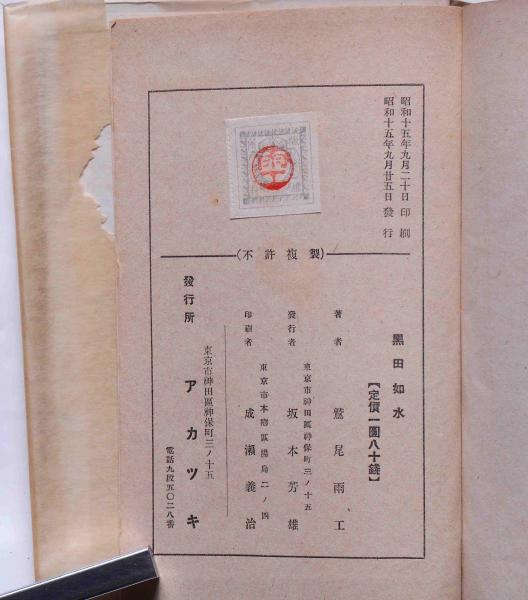 昭和十五年九月二十日 印刷
昭和十五年九月廿五日 發行
(不許複製)
黑田如水
【定價一圓八十錢】
著者 鷲尾雨工
東京市神田區神保町三ノ十五
發行者 坂本芳雄
東京市本鄕區湯島二ノ四
印刷者 成瀨義治
發行所
東京市神田區神保町三ノ十五
アカツキ
電話九段五〇二八番
雨工